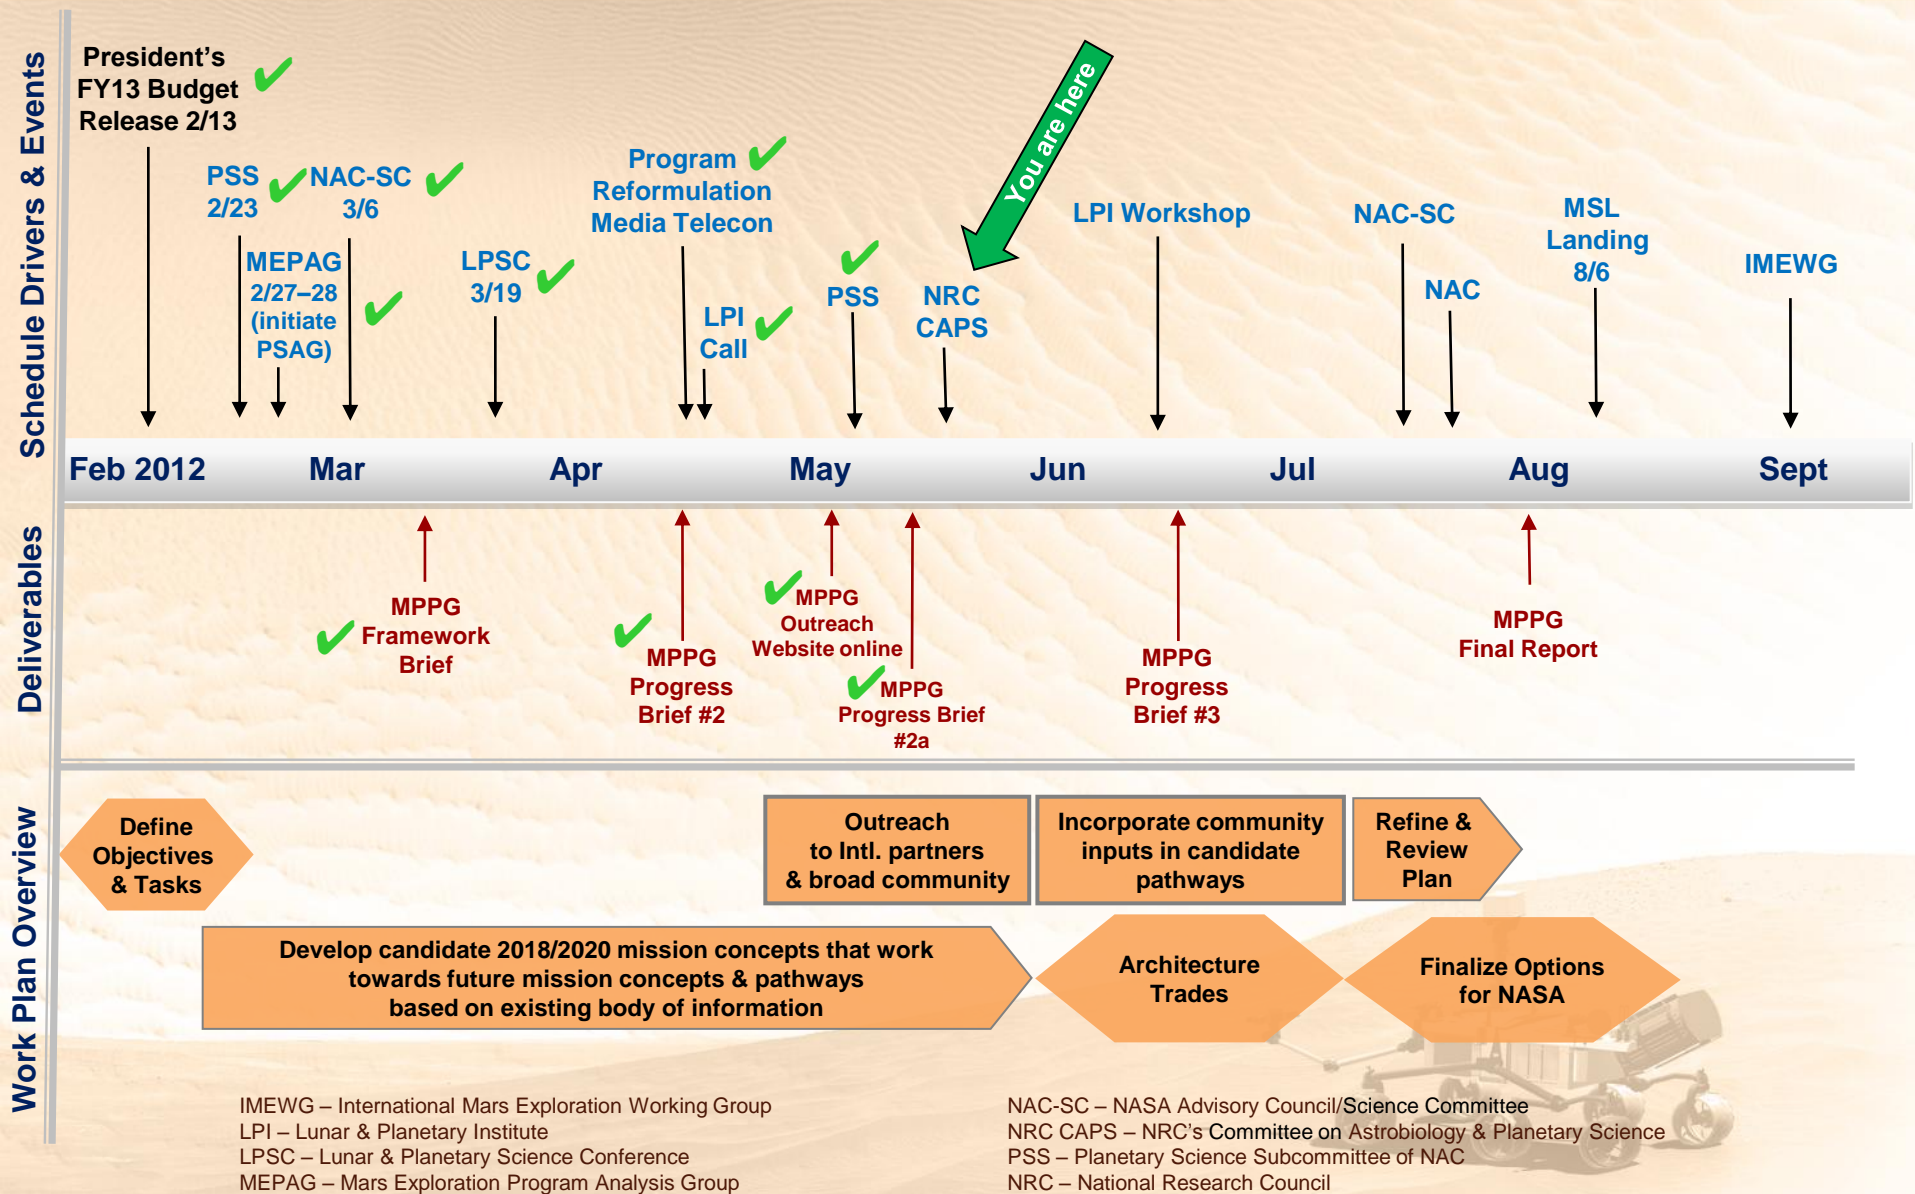 Schedule Drivers & Events
President's
FY13 Budget
Release 2/13
PSS
2/23
NAC-SC
3/6
MEPAG
2/27–28
(initiate
PSAG)
LPSC
3/19
Program
Reformulation
Media Telecon
LPI
Call
PSS
NRC
CAPS
You are here
LPI Workshop
NAC-SC
NAC
MSL
Landing
8/6
IMEWG
Feb 2012
Mar
Apr
May
Jun
Jul
Aug
Sept
Deliverables
MPPG
Framework
Brief
MPPG
Progress
Brief #2
MPPG
Outreach
Website online
MPPG
Progress Brief
#2a
MPPG
Progress
Brief #3
MPPG
Final Report
Work Plan Overview
Define
Objectives
& Tasks
Outreach
to Intl. partners
& broad community
Incorporate community
inputs in candidate
pathways
Refine &
Review
Plan
Develop candidate 2018/2020 mission concepts that work
towards future mission concepts & pathways
based on existing body of information
Architecture
Trades
Finalize Options
for NASA
IMEWG – International Mars Exploration Working Group
LPI – Lunar & Planetary Institute
LPSC – Lunar & Planetary Science Conference
MEPAG – Mars Exploration Program Analysis Group
NAC-SC – NASA Advisory Council/Science Committee
NRC CAPS – NRC's Committee on Astrobiology & Planetary Science
PSS – Planetary Science Subcommittee of NAC
NRC – National Research Council